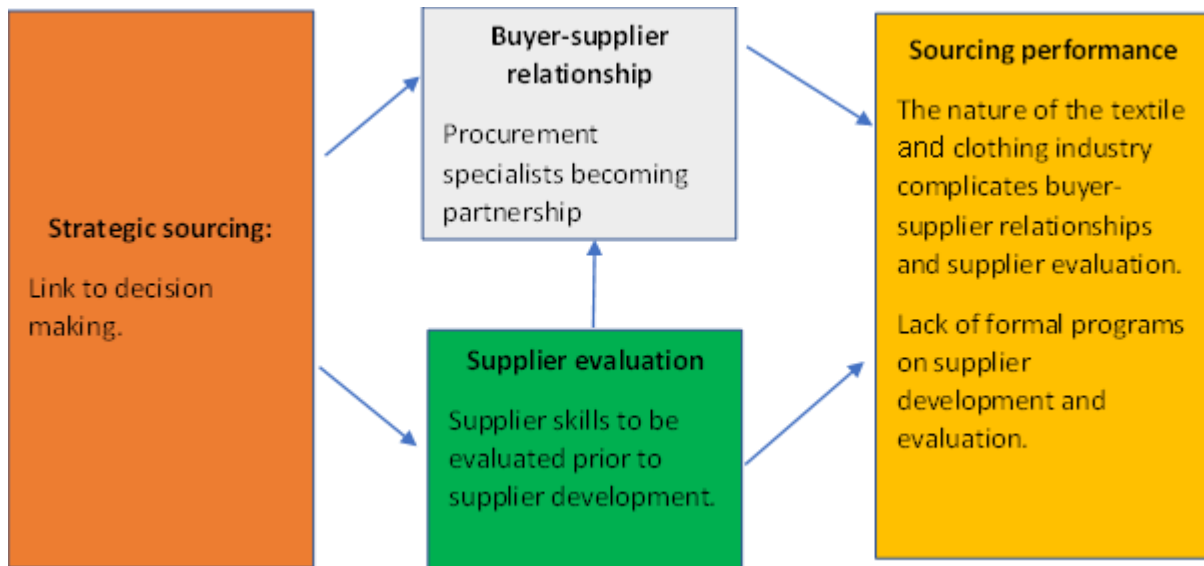 Strategic sourcing:
Link to decision
making.
Buyer-supplier
relationship
Procurement
specialists becoming
partnership
Supplier evaluation
Supplier skills to be
evaluated prior to
supplier development.
Sourcing performance
The nature of the textile
and clothing industry
complicates buyer-
supplier relationships
and supplier evaluation.
Lack of formal programs
on supplier
development and
evaluation.